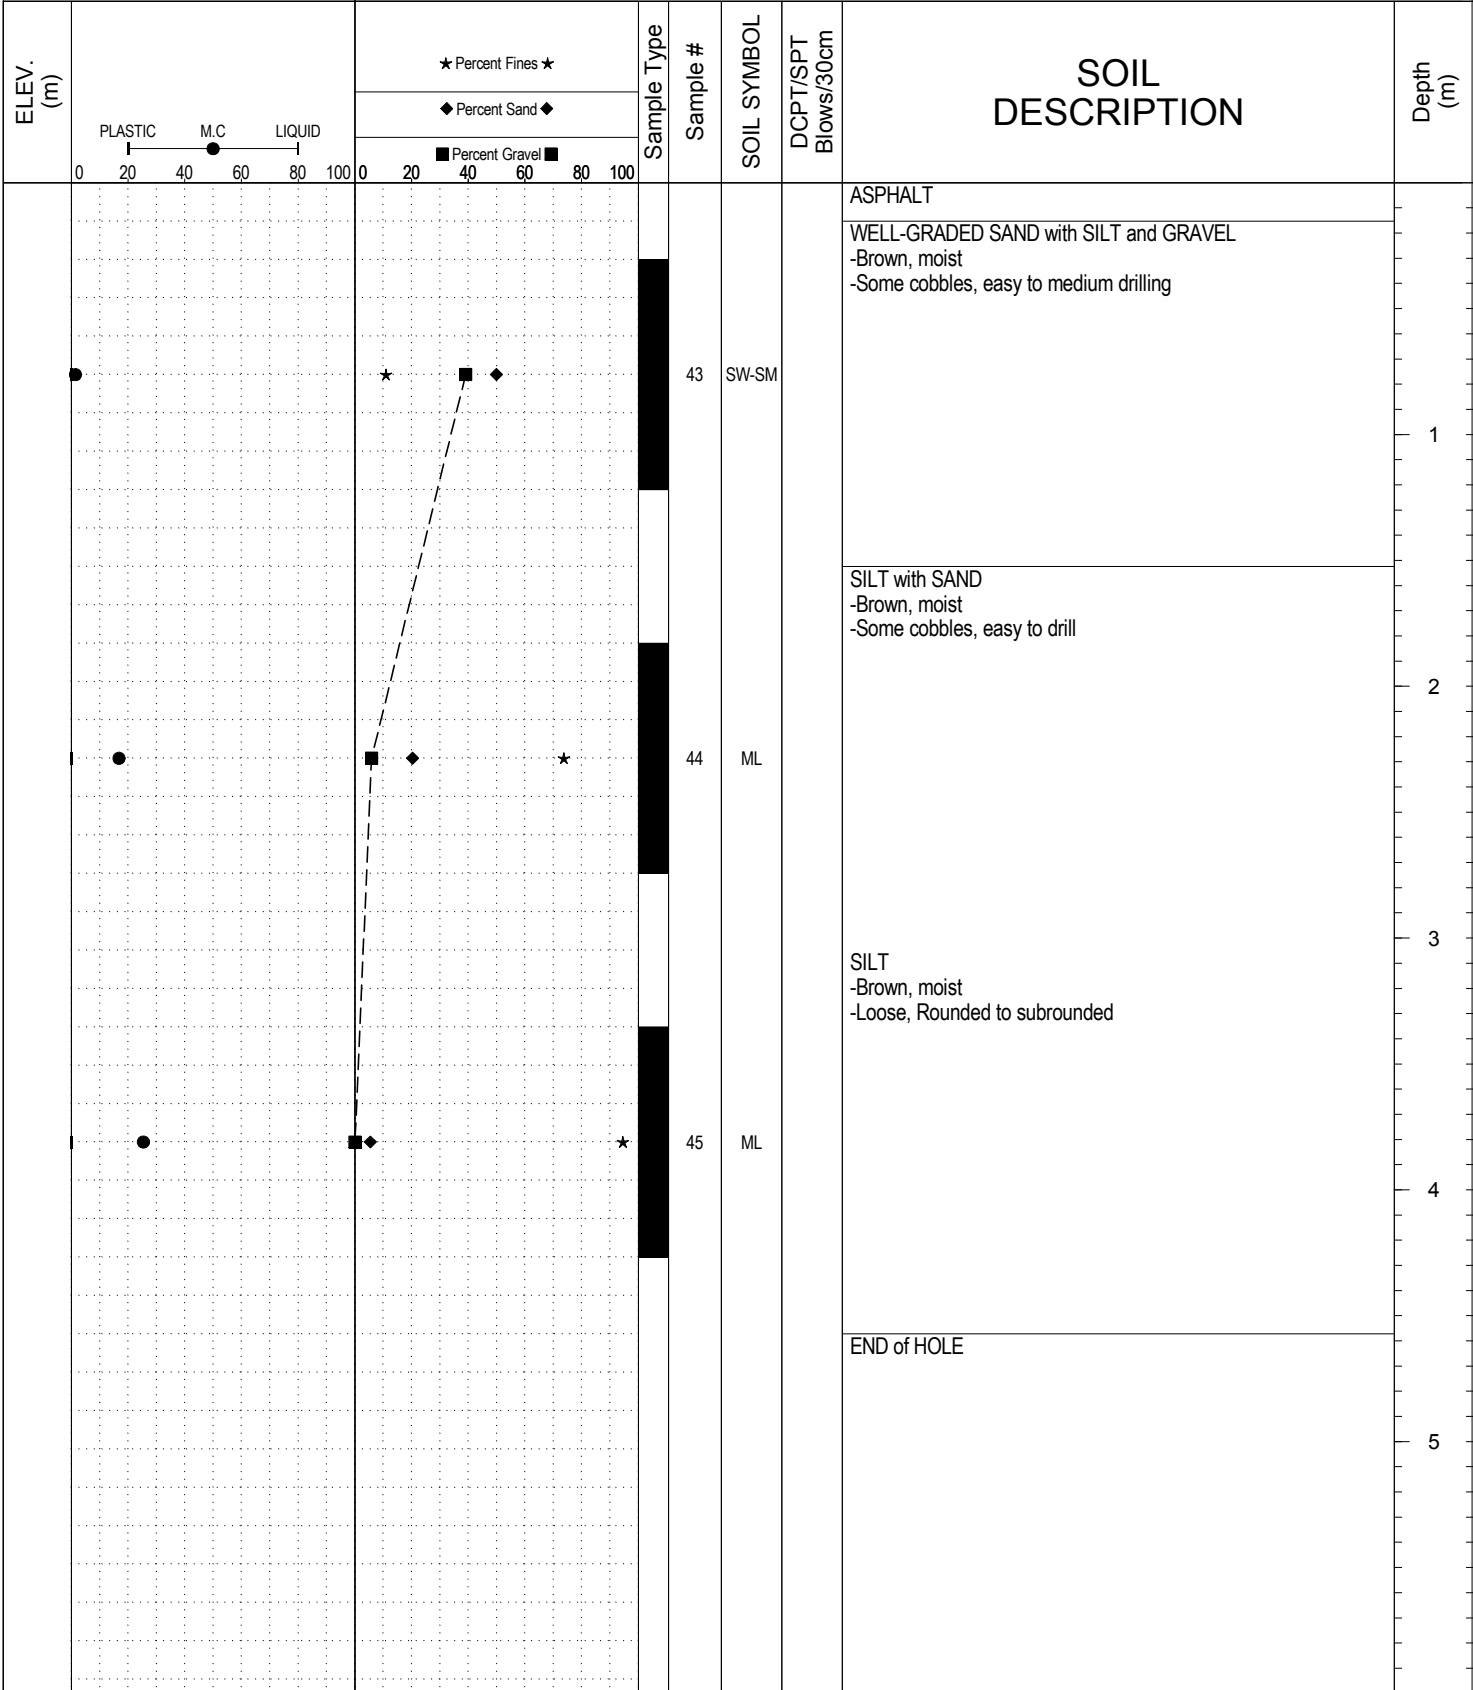 ELEV.
(m)
PLASTIC M.C LIQUID
0 20 40 60 80 100
★ Percent Fines ★
◆ Percent Sand ◆
■ Percent Gravel ■
0 20 40 60 80 100
Sample Type
Sample #
SOIL SYMBOL
DCPT/SPT
Blows/30cm
SOIL
DESCRIPTION
Depth
(m)
ASPHALT
WELL-GRADED SAND with SILT and GRAVEL
-Brown, moist
-Some cobbles, easy to medium drilling
43 SW-SM
1
SILT with SAND
-Brown, moist
-Some cobbles, easy to drill
2
44 ML
3
SILT
-Brown, moist
-Loose, Rounded to subrounded
45 ML
4
END of HOLE
5